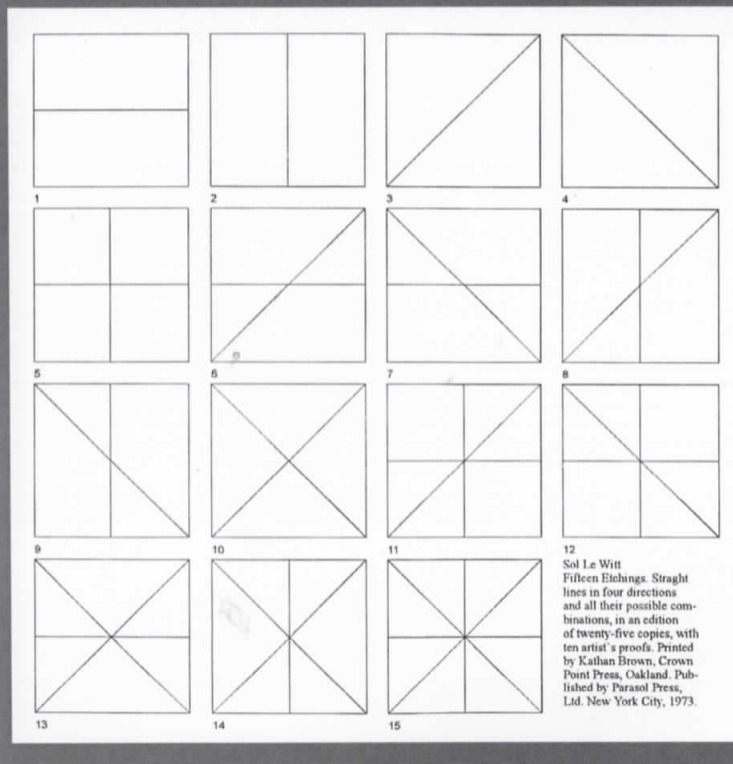 1
2
3
4
5
6
7
8
9
10
11
12
Sol Le Witt
Fifteen Etchings. Straght
lines in four directions
and all their possible com-
binations, in an edition
of twenty-five copies, with
ten artist's proofs. Printed
by Kathan Brown, Crown
Point Press, Oakland. Pub-
lished by Parasol Press,
Ltd. New York City, 1973.
13
14
15